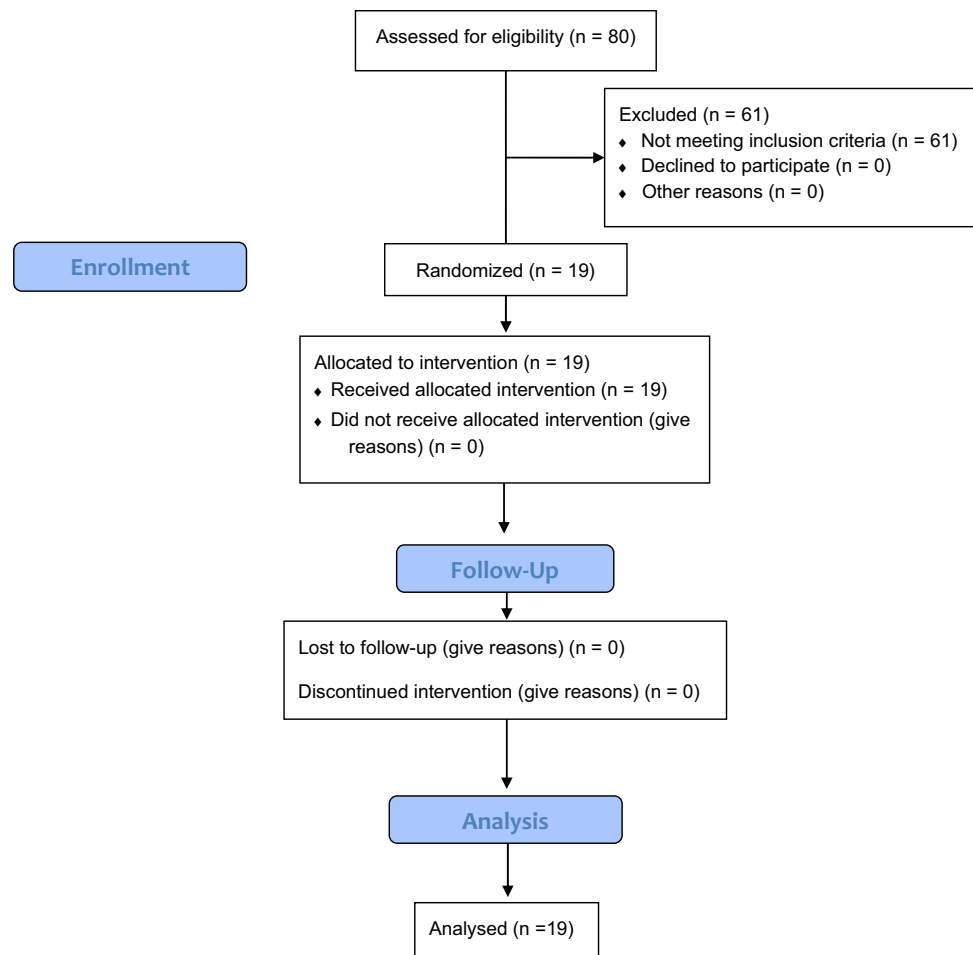 Assessed for eligibility (n = 80)
Excluded (n = 61)
♦ Not meeting inclusion criteria (n = 61)
♦ Declined to participate (n = 0)
♦ Other reasons (n = 0)
Enrollment
Randomized (n = 19)
Allocated to intervention (n = 19)
♦ Received allocated intervention (n = 19)
♦ Did not receive allocated intervention (give
reasons) (n = 0)
Follow-Up
Lost to follow-up (give reasons) (n = 0)
Discontinued intervention (give reasons) (n = 0)
Analysis
Analysed (n =19)